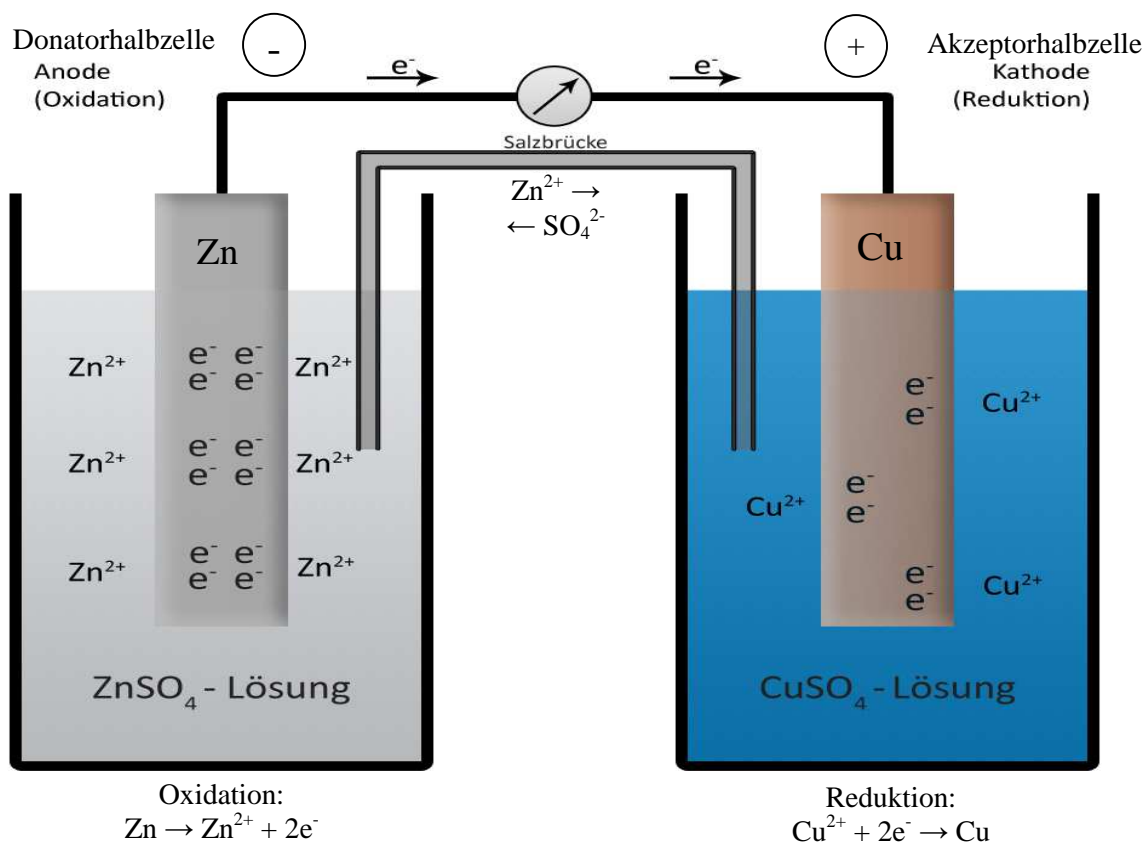 Donatorhalbzelle
Anode
(Oxidation)
-
e⁻
e⁻
+
Akzeptorhalbzelle
Kathode
(Reduktion)
Salzbrücke
Zn²⁺ →
← SO₄²⁻
Zn
Cu
Zn²⁺ e⁻ e⁻ Zn²⁺
e⁻ e⁻
Zn²⁺ e⁻ e⁻ Zn²⁺
e⁻ e⁻
Zn²⁺ e⁻ e⁻ Zn²⁺
e⁻ e⁻
ZnSO₄ - Lösung
e⁻
e⁻ Cu²⁺
e⁻
Cu²⁺ e⁻
e⁻ Cu²⁺
e⁻
CuSO₄ - Lösung
Oxidation:
Zn → Zn²⁺ + 2e⁻
Reduktion:
Cu²⁺ + 2e⁻ → Cu